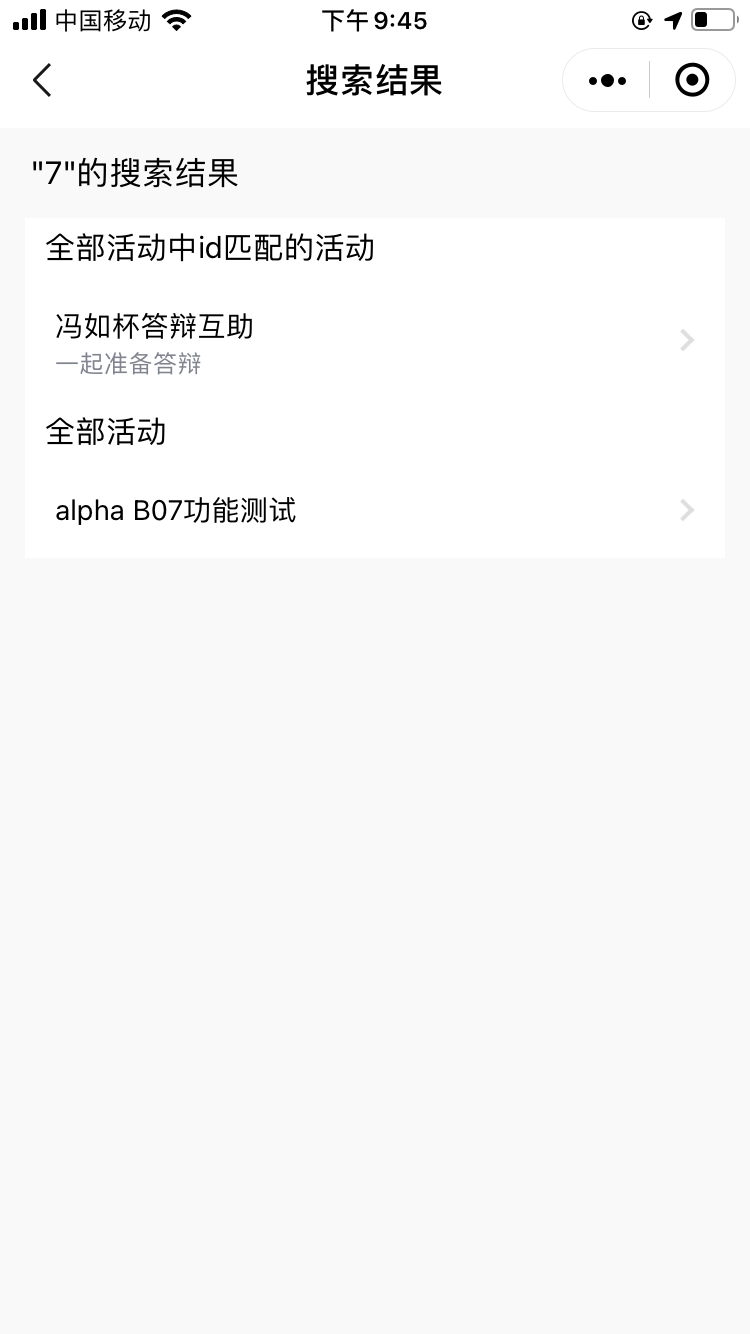 中国移动
下午9:45
搜索结果
"7"的搜索结果
全部活动中id匹配的活动
冯如杯答辩互助
一起准备答辩
全部活动
alpha B07功能测试